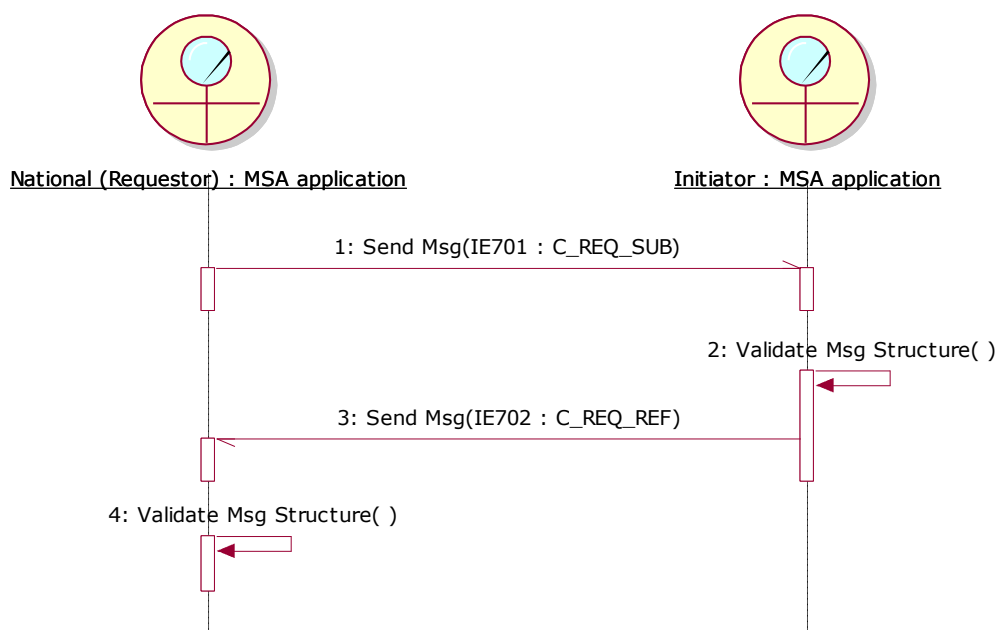 National (Requestor) : MSA application
Initiator : MSA application
1: Send Msg(IE701 : C_REQ_SUB)
2: Validate Msg Structure( )
3: Send Msg(IE702 : C_REQ_REF)
4: Validate Msg Structure( )